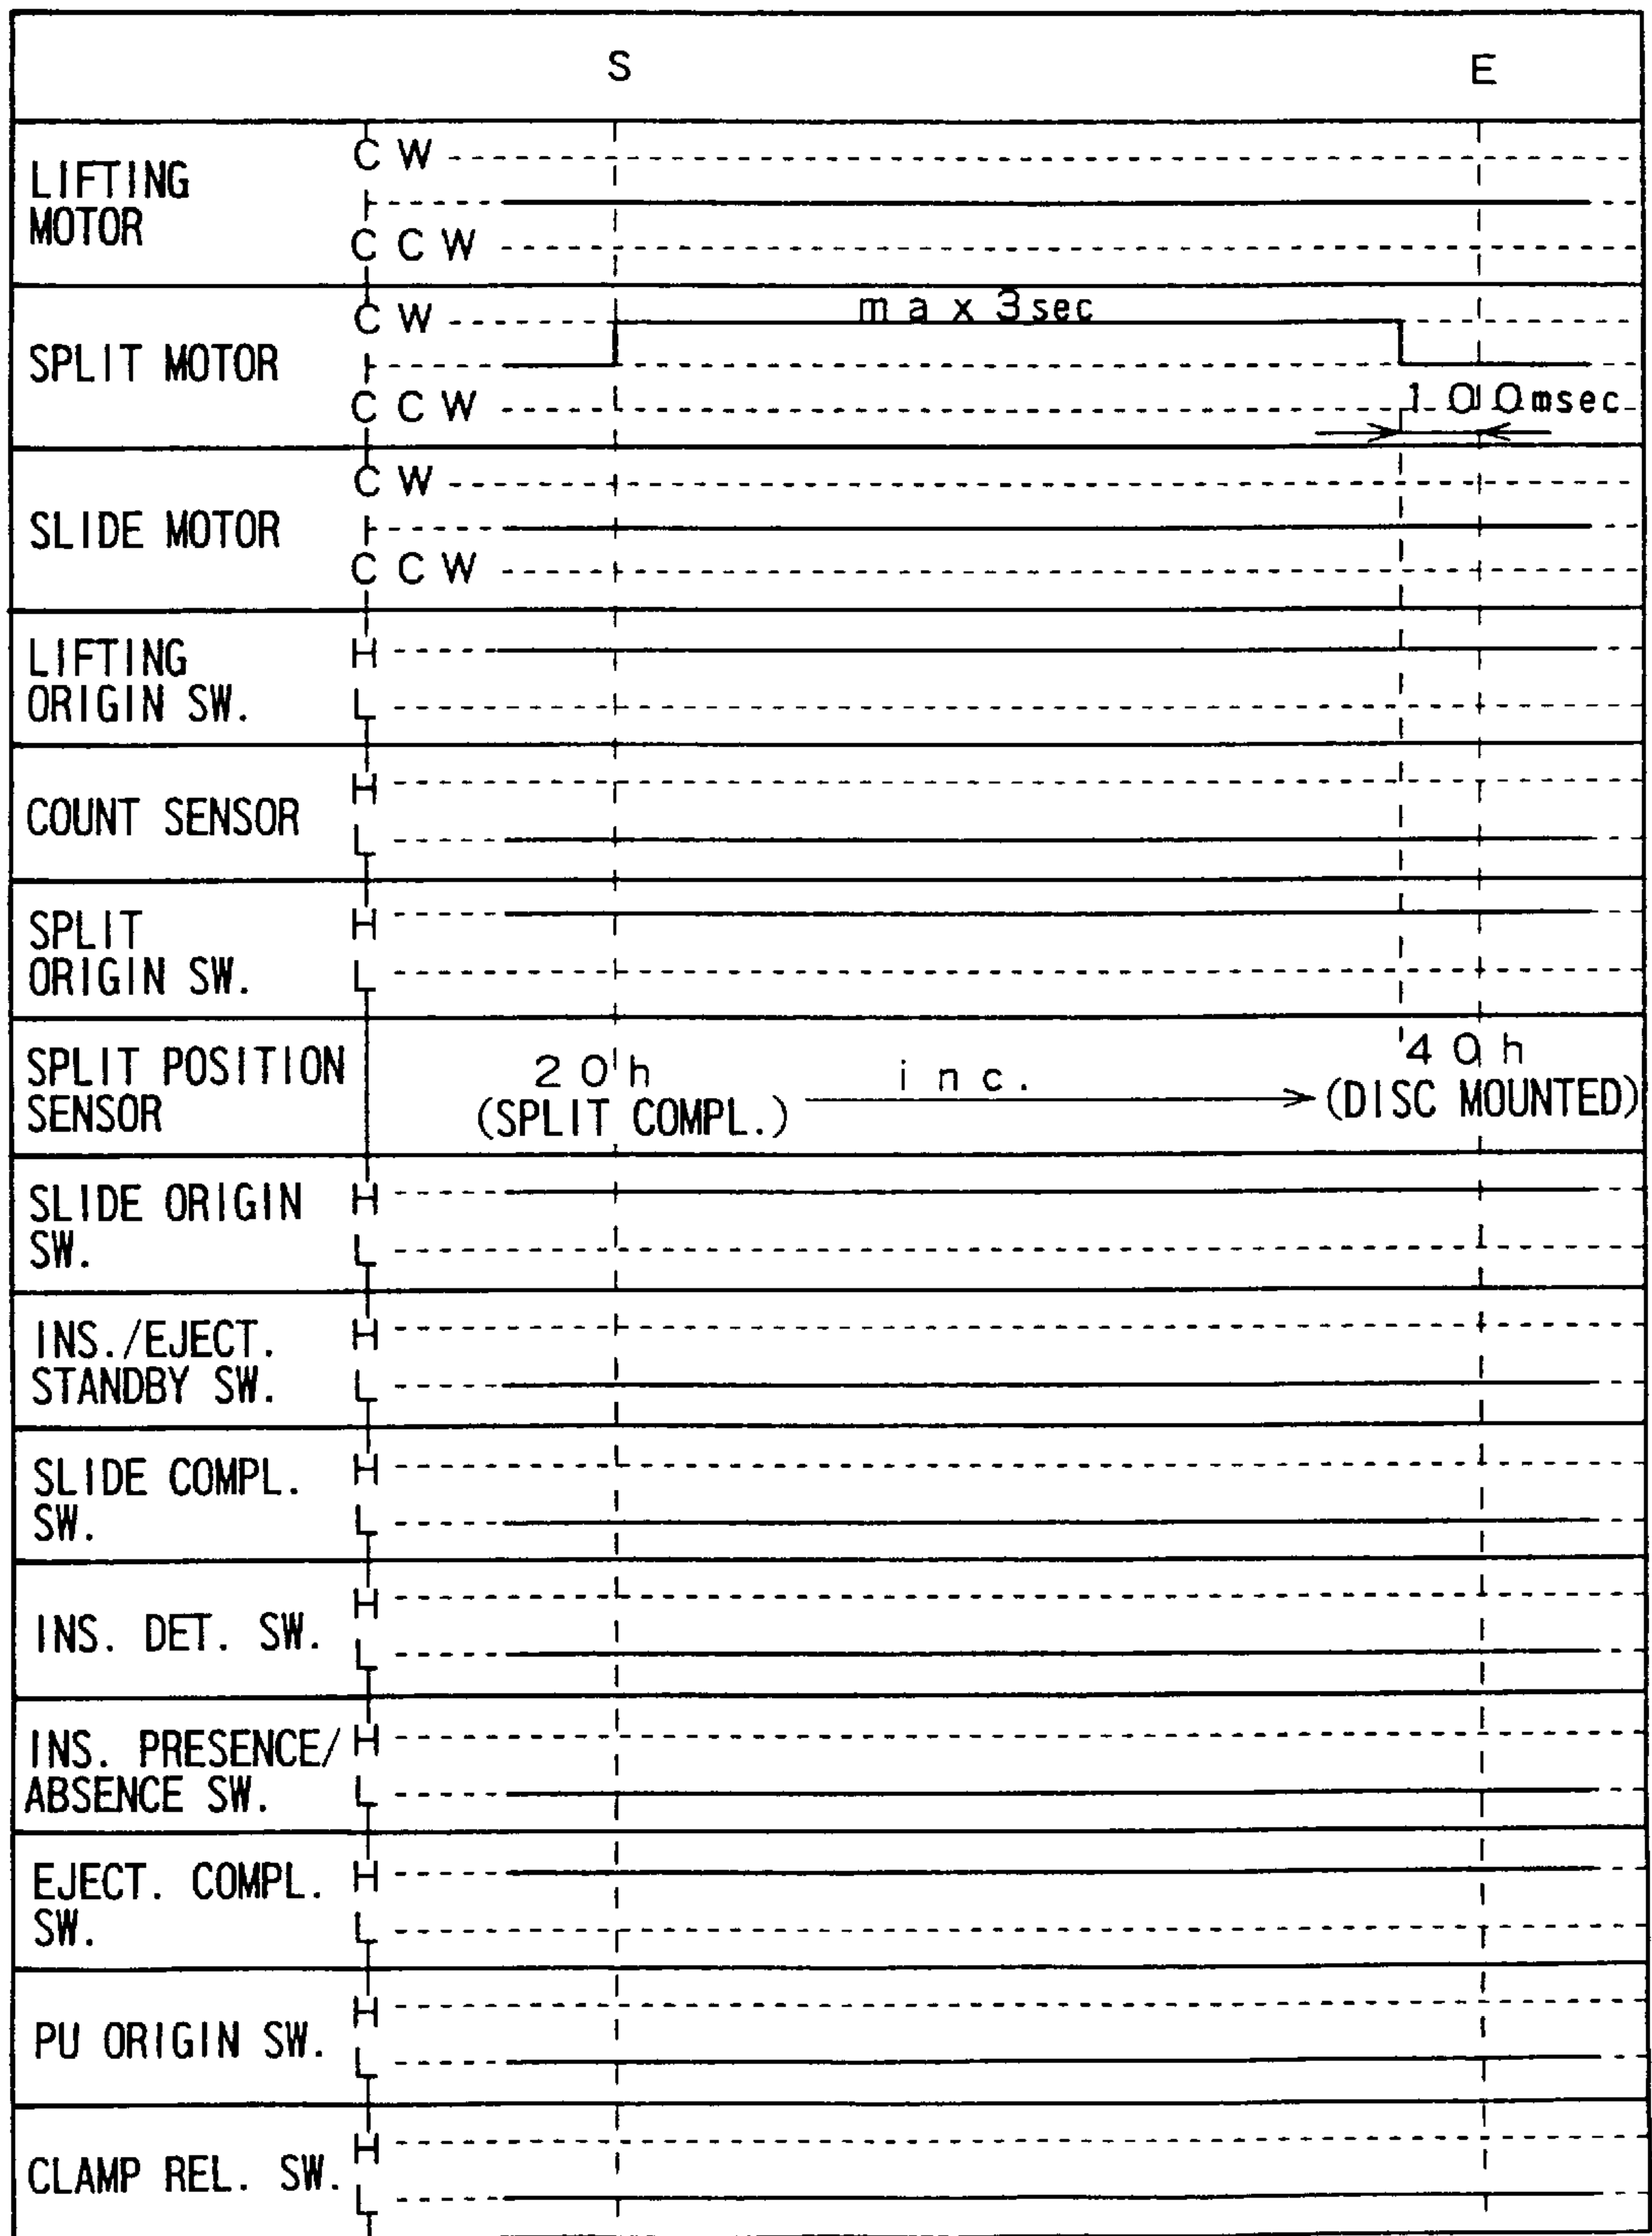 S E
LIFTING
MOTOR
CW
CCW
SPLIT MOTOR
CW
CCW
max 3sec
100msec
SLIDE MOTOR
CW
CCW
LIFTING
ORIGIN SW.
H
L
COUNT SENSOR
H
L
SPLIT
ORIGIN SW.
H
L
SPLIT POSITION
SENSOR
20h
(SPLIT COMPL.)
inc.
40h
(DISC MOUNTED)
SLIDE ORIGIN
SW.
H
L
INS./EJECT.
STANDBY SW.
H
L
SLIDE COMPL.
SW.
H
L
INS. DET. SW.
H
L
INS. PRESENCE/
ABSENCE SW.
H
L
EJECT. COMPL.
SW.
H
L
PU ORIGIN SW.
H
L
CLAMP REL. SW.
H
L